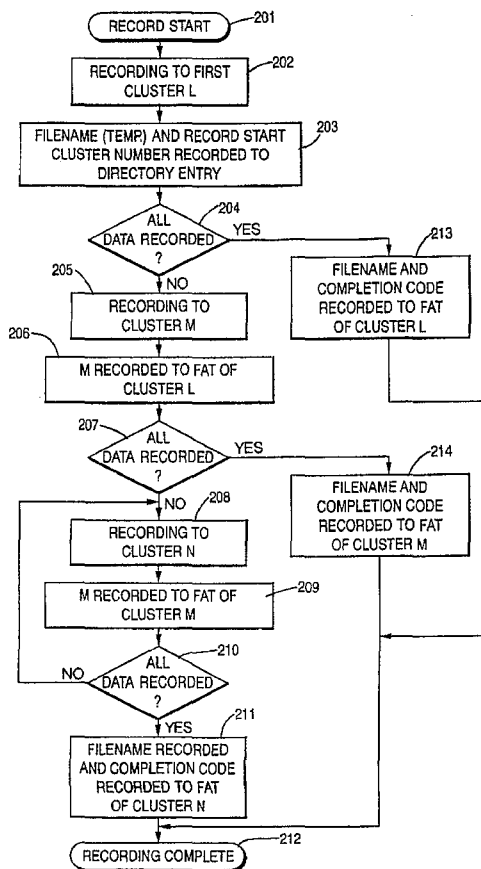 RECORD START
201
RECORDING TO FIRST
CLUSTER L
202
FILENAME (TEMP.) AND RECORD START
CLUSTER NUMBER RECORDED TO
DIRECTORY ENTRY
203
ALL
DATA RECORDED
?
204
YES
NO
213
FILENAME AND
COMPLETION CODE
RECORDED TO FAT
OF CLUSTER L
205
RECORDING TO
CLUSTER M
206
M RECORDED TO FAT OF
CLUSTER L
207
ALL
DATA RECORDED
?
YES
NO
214
FILENAME AND
COMPLETION CODE
RECORDED TO FAT
OF CLUSTER M
208
RECORDING TO
CLUSTER N
M RECORDED TO FAT OF
CLUSTER M
209
210
ALL
DATA RECORDED
?
NO
YES
211
FILENAME RECORDED
AND COMPLETION CODE
RECORDED TO FAT
OF CLUSTER N
212
RECORDING COMPLETE